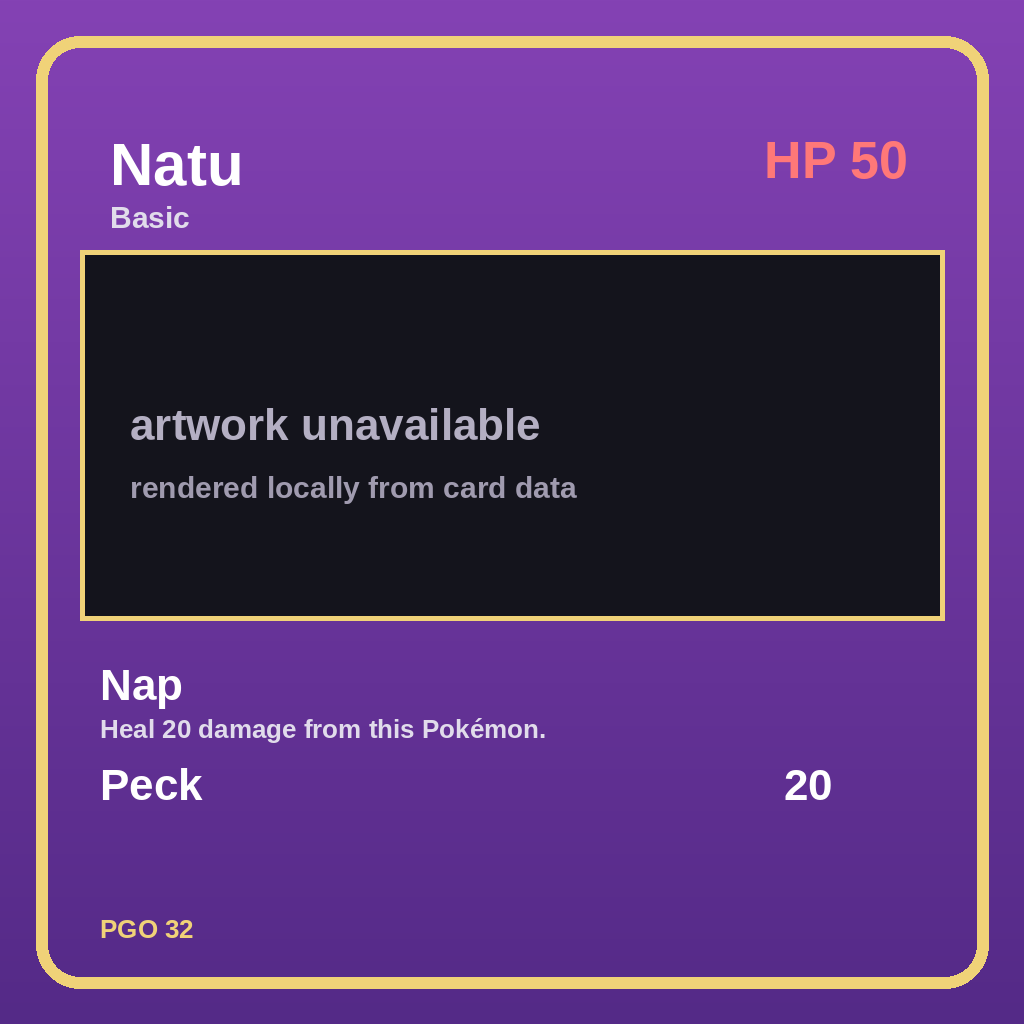 Natu
HP 50
Basic
artwork unavailable
rendered locally from card data
Nap
Heal 20 damage from this Pokémon.
Peck 20
PGO 32